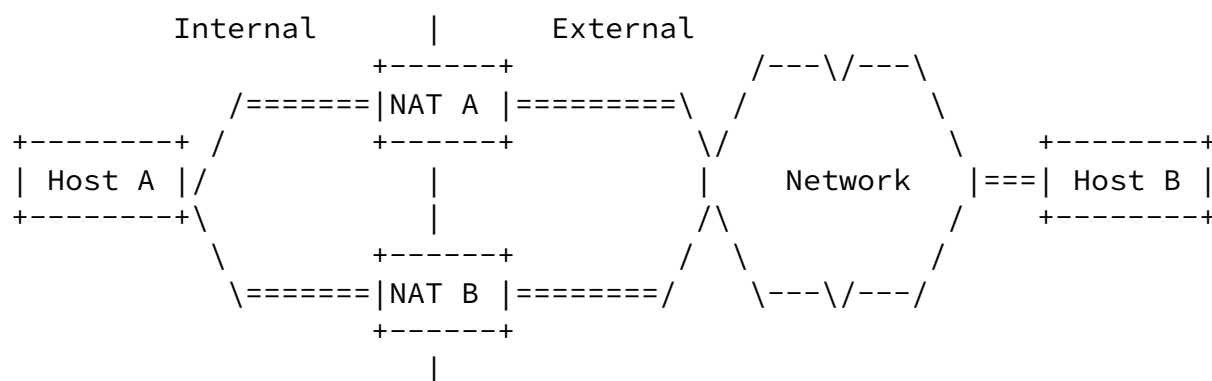 Internal | External
+------+ /---\/---\
/=======|NAT A |=========\ / \
+--------+ / +------+ \/ \ +--------+
| Host A |/ | | Network |===| Host B |
+--------+\ | /\ / +--------+
\ +------+ / \ /
\=======|NAT B |========/ \---\/---/
+------+
|